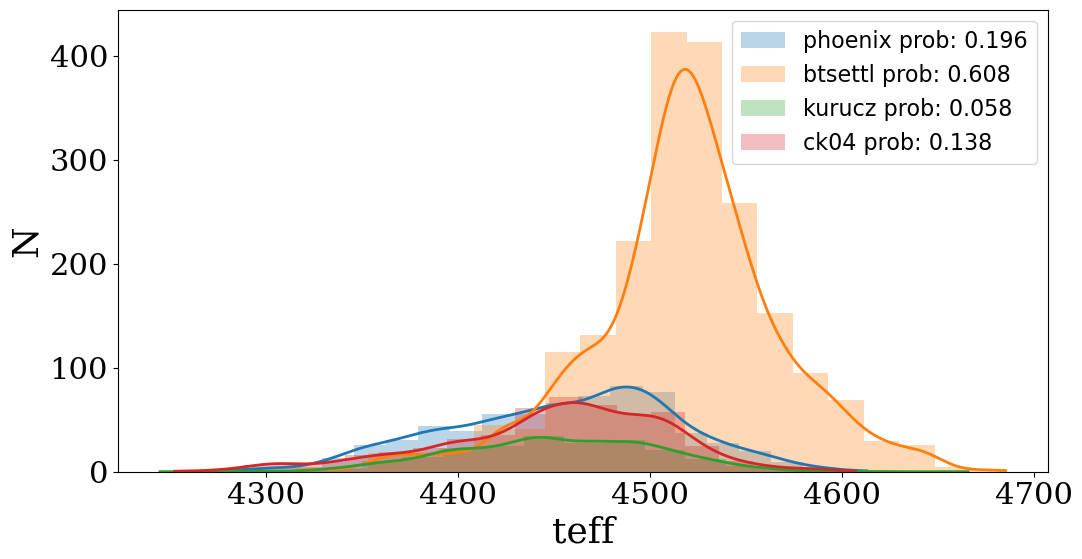 400
300
200
100
0
N
phoenix prob: 0.196
btsettl prob: 0.608
kurucz prob: 0.058
ck04 prob: 0.138
4300 4400 4500 4600 4700
teff